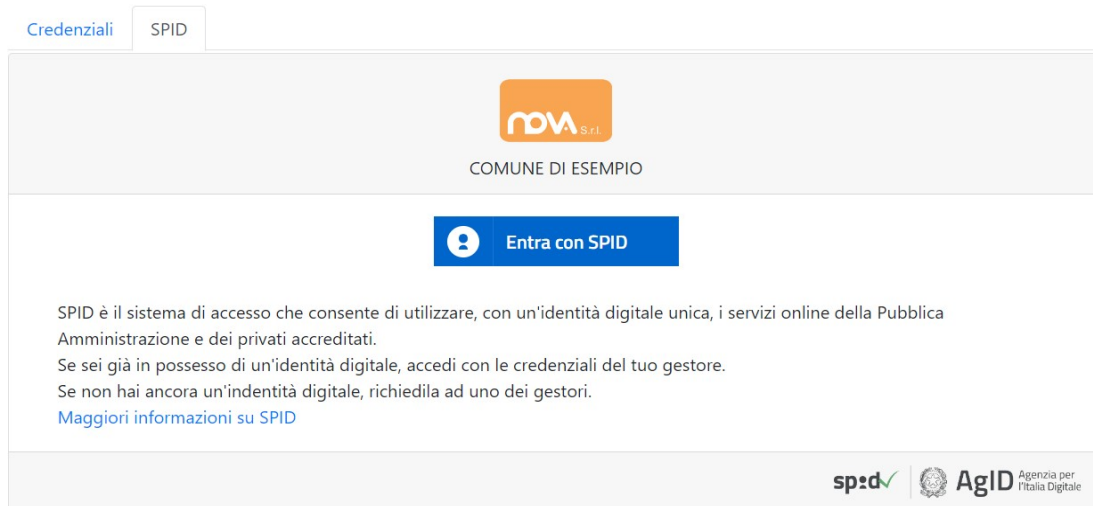 Credenziali SPID
nova S.r.l.
COMUNE DI ESEMPIO
Entra con SPID
SPID è il sistema di accesso che consente di utilizzare, con un'identità digitale unica, i servizi online della Pubblica
Amministrazione e dei privati accreditati.
Se sei già in possesso di un'identità digitale, accedi con le credenziali del tuo gestore.
Se non hai ancora un'indentità digitale, richiedila ad uno dei gestori.
Maggiori informazioni su SPID
spid AgID Agenzia per
l'Italia Digitale